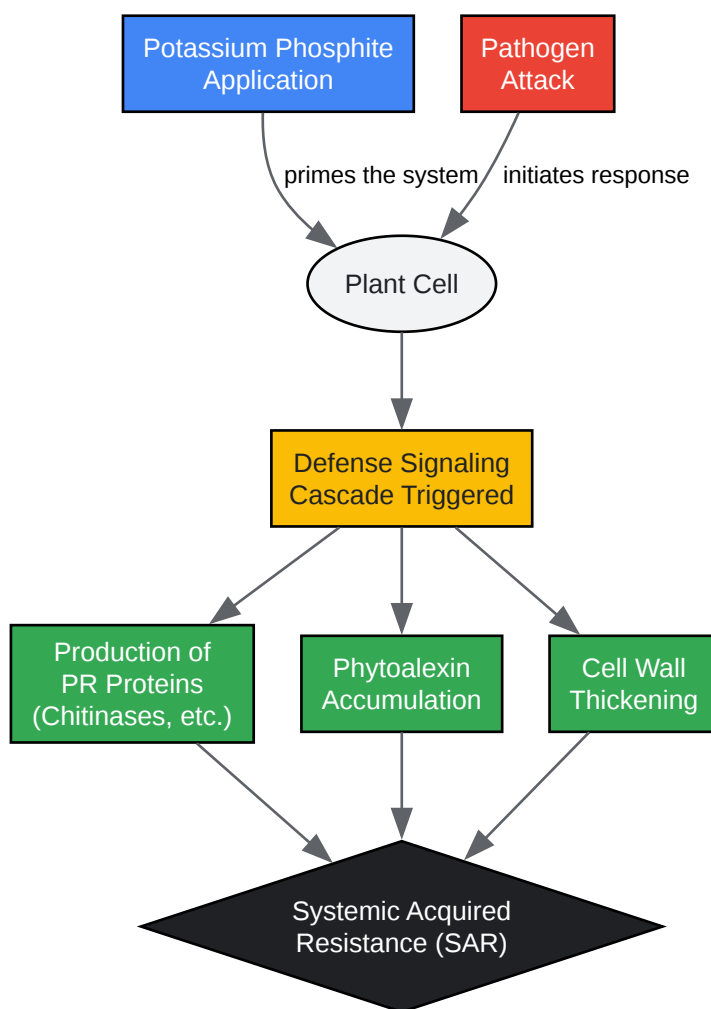 Potassium Phosphite
Application
Pathogen
Attack
primes the system
initiates response
Plant Cell
Defense Signaling
Cascade Triggered
Production of
PR Proteins
(Chitinases, etc.)
Phytoalexin
Accumulation
Cell Wall
Thickening
Systemic Acquired
Resistance (SAR)